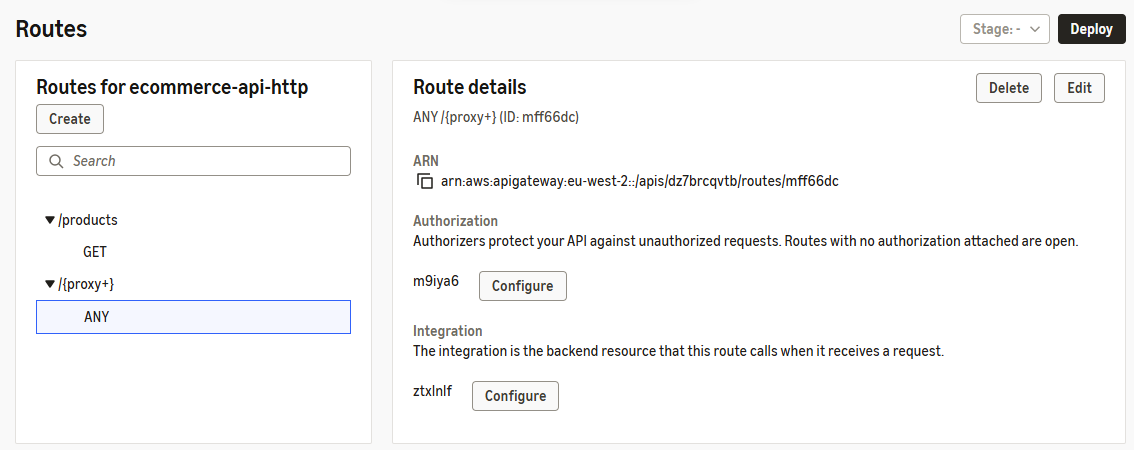 Routes
Stage: -
Deploy
Routes for ecommerce-api-http
Create
Search
/products
GET
/{proxy+}
ANY
Route details
Delete
Edit
ANY /{proxy+} (ID: mff66dc)
ARN
arn:aws:apigateway:eu-west-2::/apis/dz7brcqvtb/routes/mff66dc
Authorization
Authorizers protect your API against unauthorized requests. Routes with no authorization attached are open.
m9iya6
Configure
Integration
The integration is the backend resource that this route calls when it receives a request.
ztxlnlf
Configure